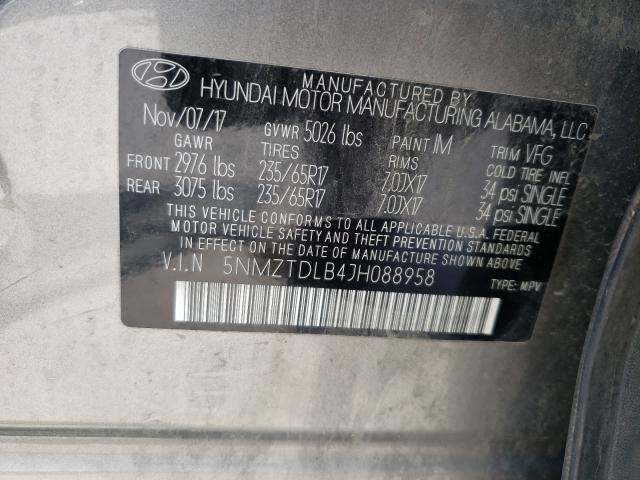 MANUFACTURED BY
HYUNDAI MOTOR MANUFACTURING ALABAMA, LLC
Nov/07/17 GVWR 5026 lbs PAINT IM TRIM VFG
GAWR TIRES RIMS COLD TIRE INFL
FRONT 2976 lbs 235/65R17 7.0JX17 34 psi SINGLE
REAR 3075 lbs 235/65R17 7.0JX17 34 psi SINGLE
THIS VEHICLE CONFORMS TO ALL APPLICABLE U.S.A. FEDERAL
MOTOR VEHICLE SAFETY AND THEFT PREVENTION STANDARDS
IN EFFECT ON THE DATE OF MANUFACTURE SHOWN ABOVE
V.I.N 5NMZTDLB4JH088958
TYPE: MPV